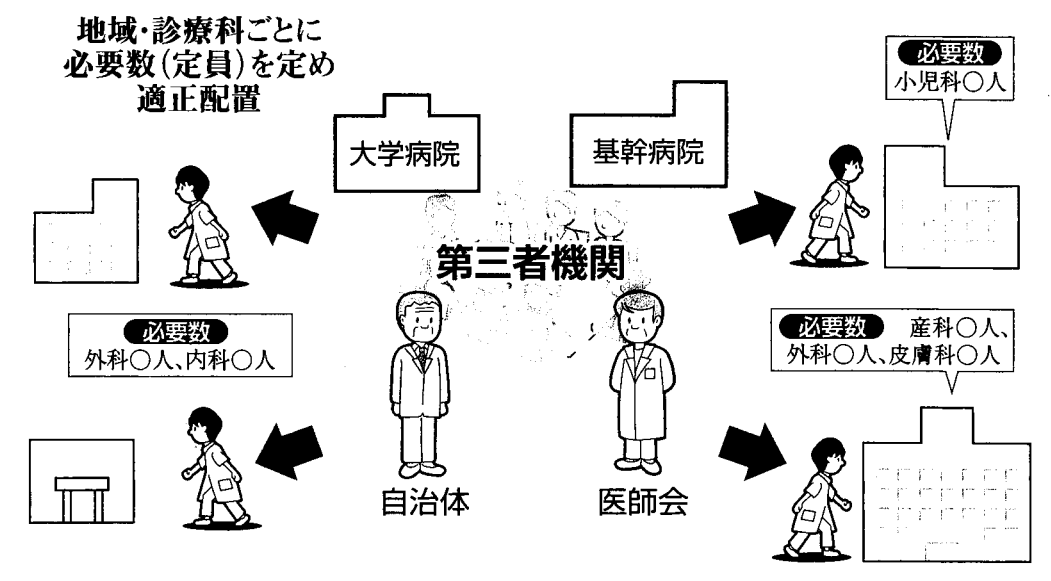 地域・診療科ごとに
必要数(定員)を定め
適正配置
大学病院
基幹病院
必要数
小児科○人
第三者機関
必要数
外科○人、内科○人
必要数 産科○人、
外科○人、皮膚科○人
自治体
医師会